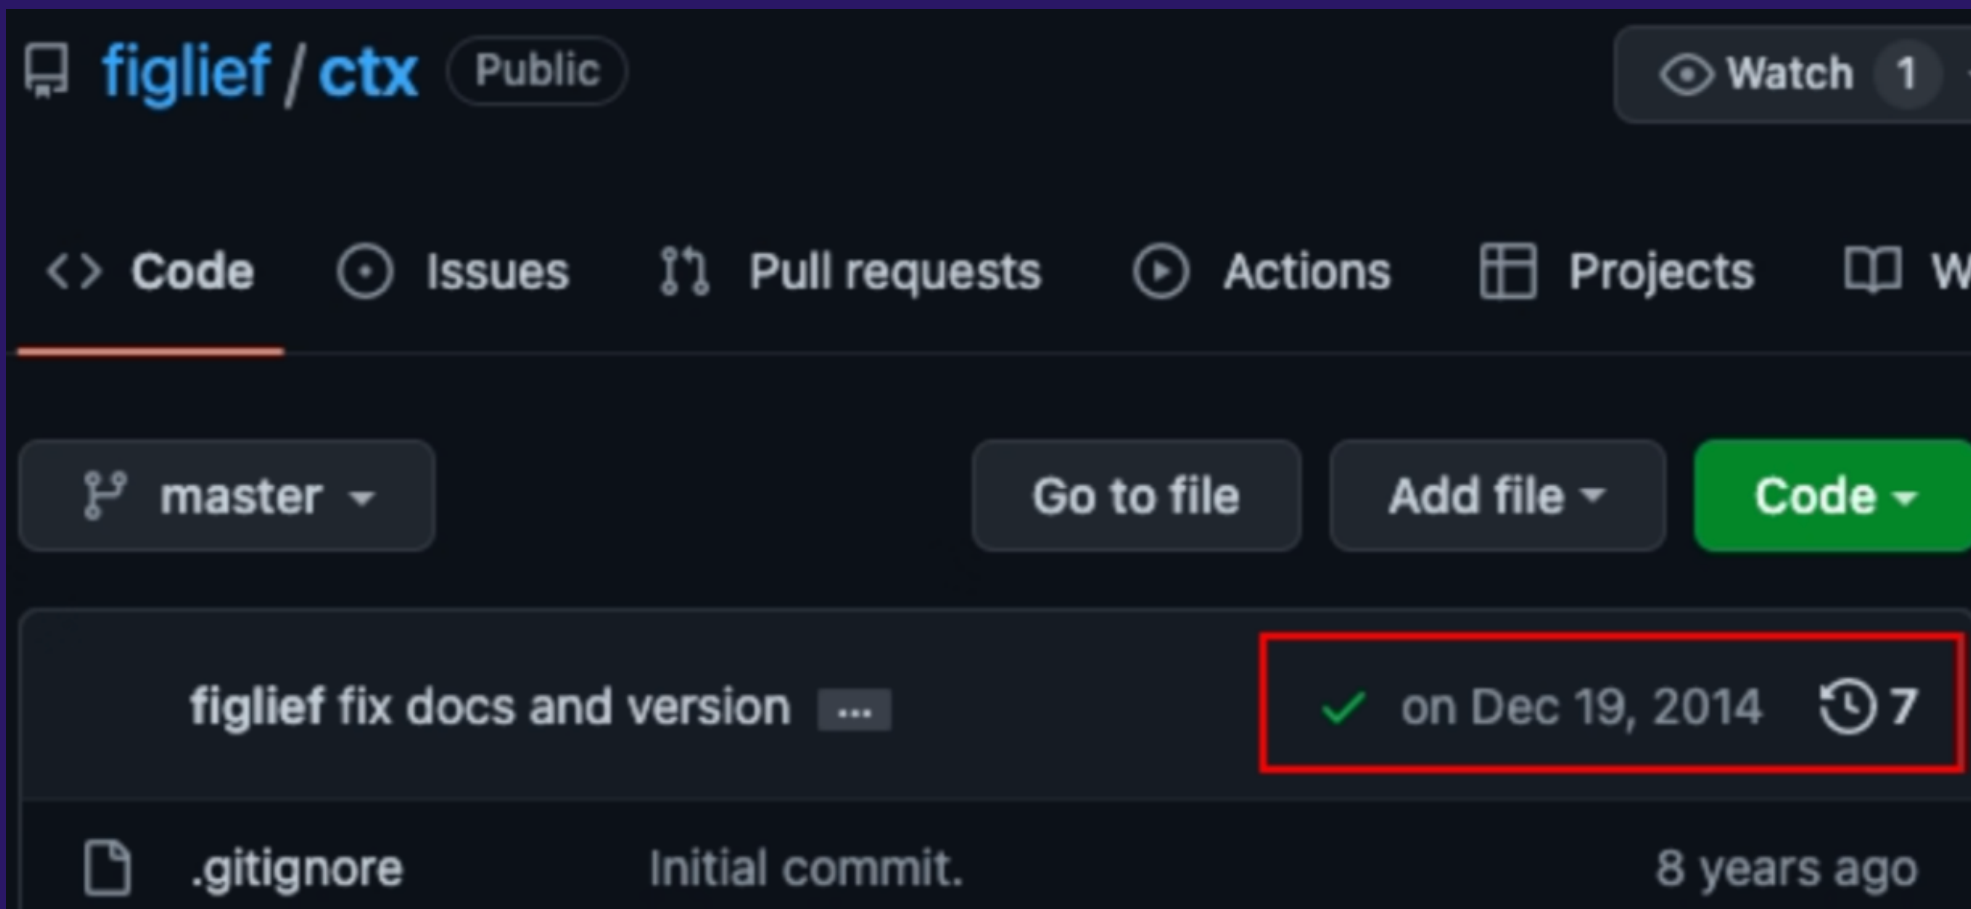 figlief / ctx Public Watch 1
Code Issues Pull requests Actions Projects
master Go to file Add file Code
figlief fix docs and version ... on Dec 19, 2014 7
.gitignore Initial commit. 8 years ago